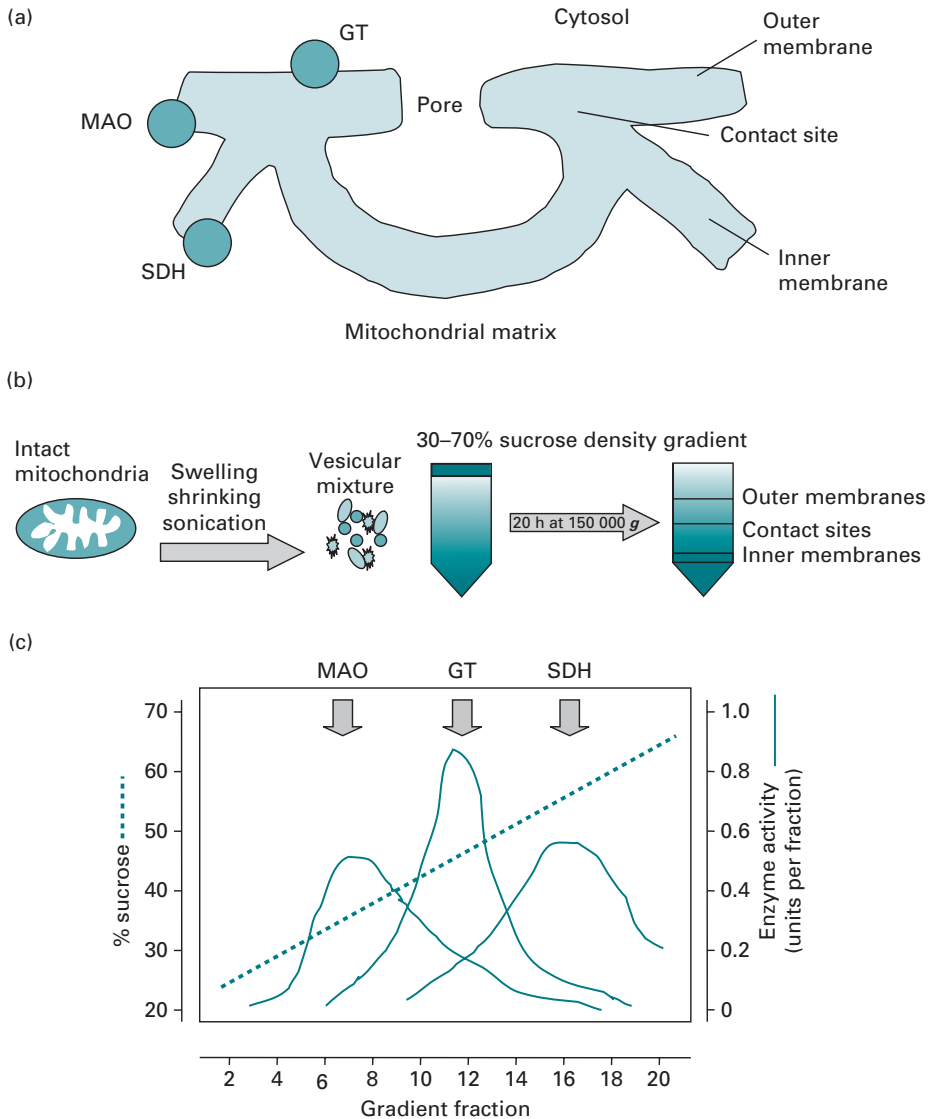 (a)
Cytosol
Outer
membrane
GT
MAO
Pore
Contact site
SDH
Inner
membrane
Mitochondrial matrix
(b)
30–70% sucrose density gradient
Intact
mitochondria
Swelling
shrinking
sonication
Vesicular
mixture
20 h at 150 000 g
Outer membranes
Contact sites
Inner membranes
(c)
MAO GT SDH
70
60
50
40
30
20
% sucrose
1.0
0.8
0.6
0.4
0.2
0
Enzyme activity
(units per fraction)
2 4 6 8 10 12 14 16 18 20
Gradient fraction